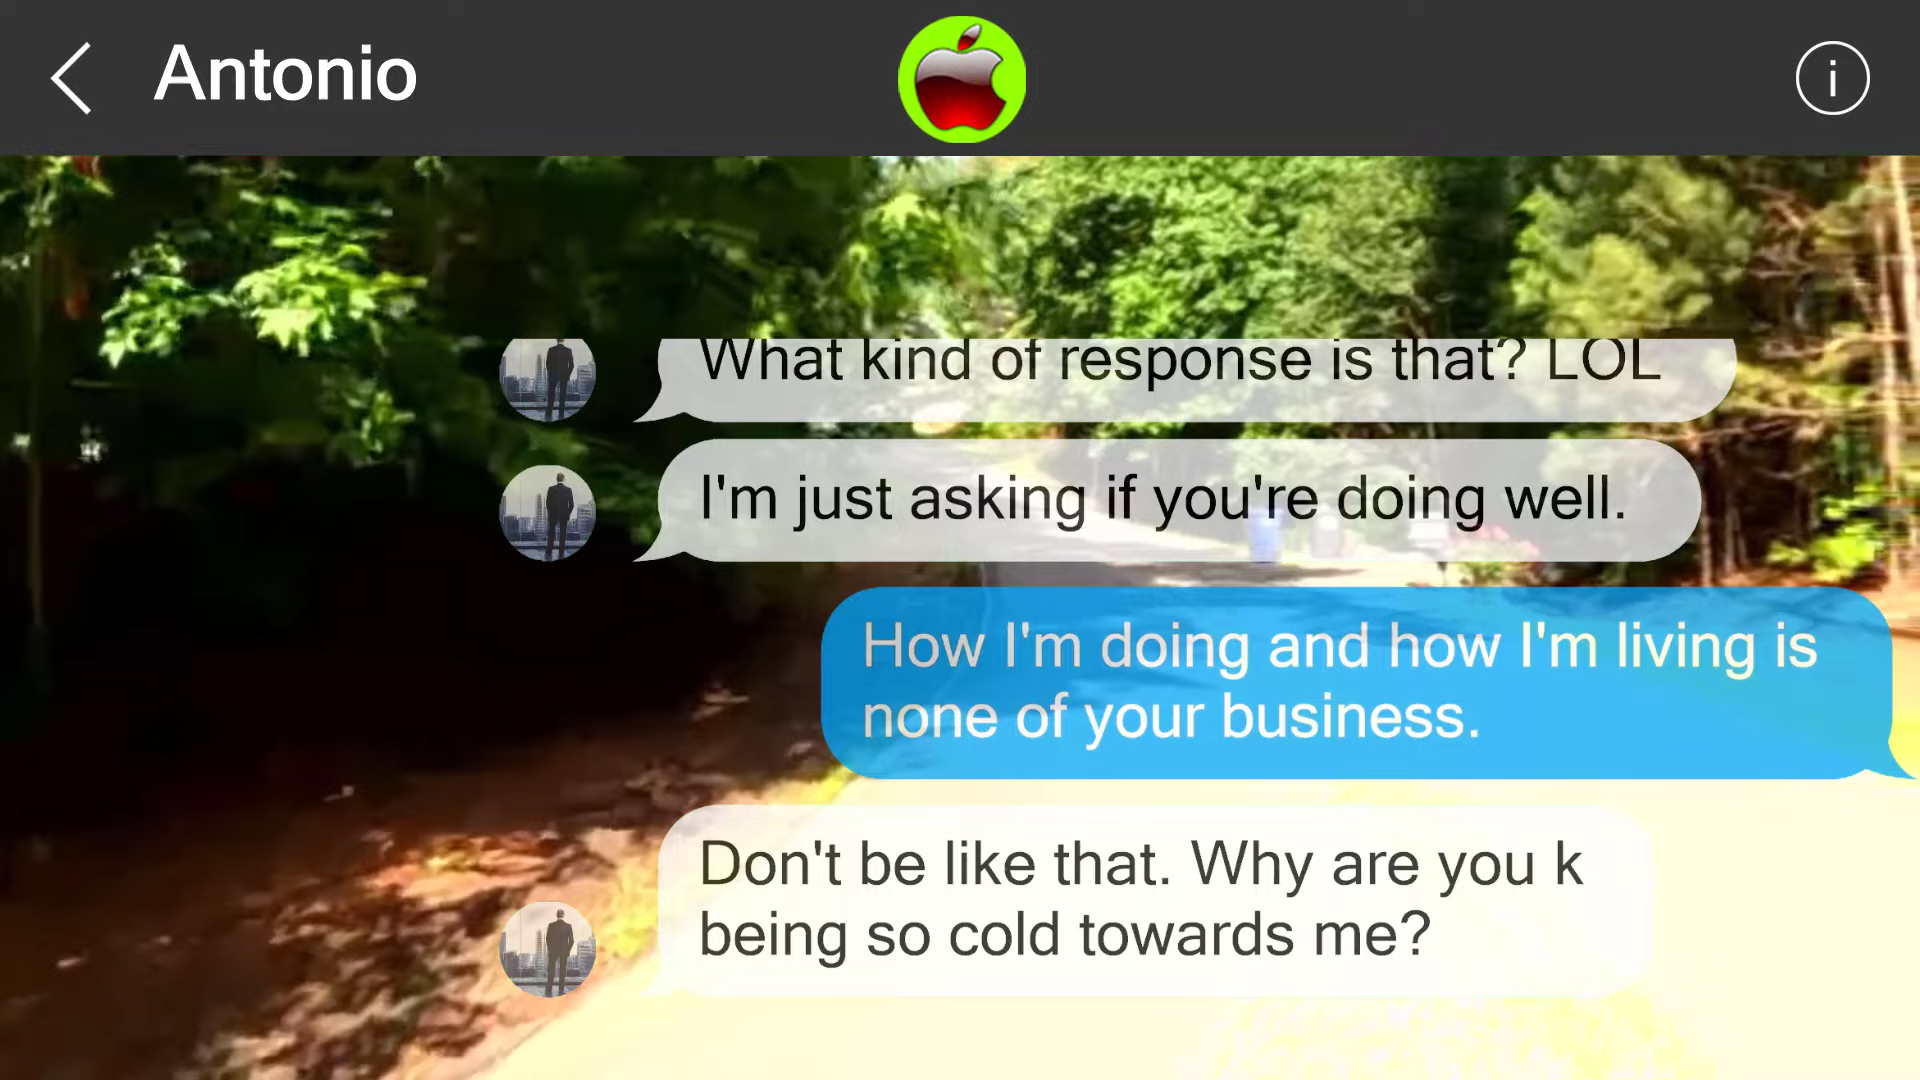 Antonio
i
What kind of response is that? LOL
I'm just asking if you're doing well.
How I'm doing and how I'm living is
none of your business.
Don't be like that. Why are you k
being so cold towards me?